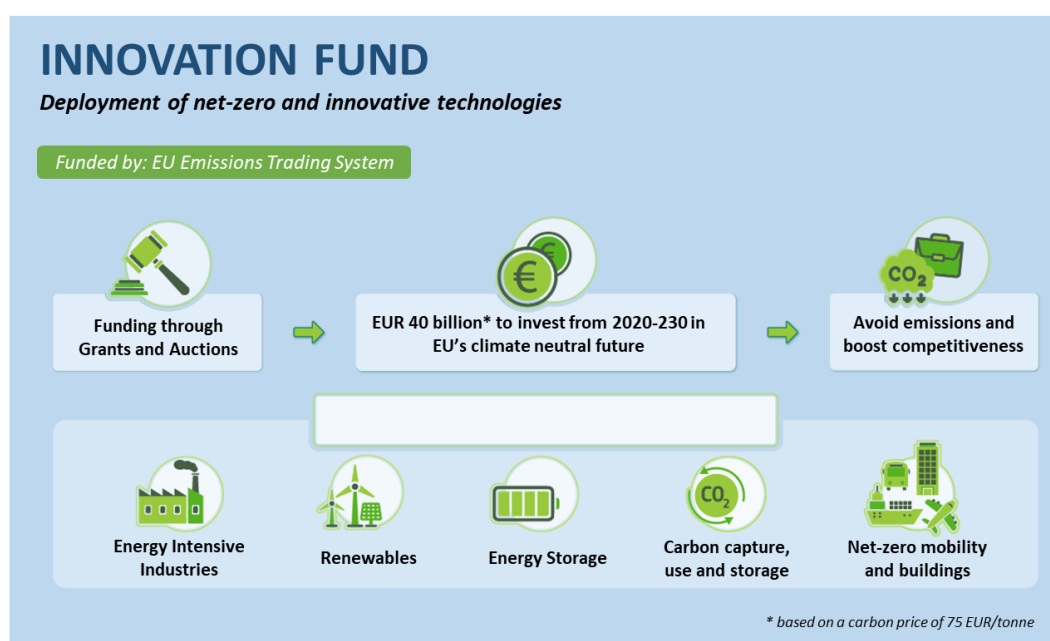 INNOVATION FUND
Deployment of net-zero and innovative technologies
Funded by: EU Emissions Trading System
€
€
CO₂
Funding through
Grants and Auctions
EUR 40 billion* to invest from 2020-230 in
EU's climate neutral future
Avoid emissions and
boost competitiveness
CO₂
Energy Intensive
Industries
Renewables
Energy Storage
Carbon capture,
use and storage
Net-zero mobility
and buildings
* based on a carbon price of 75 EUR/tonne